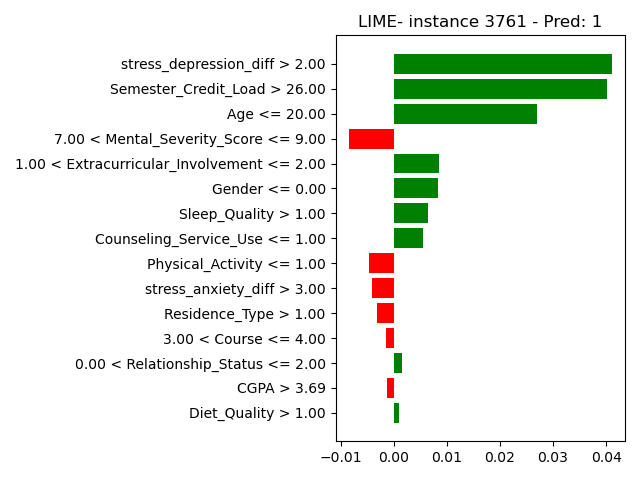 LIME- instance 3761 - Pred: 1
stress_depression_diff > 2.00
Semester_Credit_Load > 26.00
Age <= 20.00
7.00 < Mental_Severity_Score <= 9.00
1.00 < Extracurricular_Involvement <= 2.00
Gender <= 0.00
Sleep_Quality > 1.00
Counseling_Service_Use <= 1.00
Physical_Activity <= 1.00
stress_anxiety_diff > 3.00
Residence_Type > 1.00
3.00 < Course <= 4.00
0.00 < Relationship_Status <= 2.00
CGPA > 3.69
Diet_Quality > 1.00
−0.01 0.00 0.01 0.02 0.03 0.04